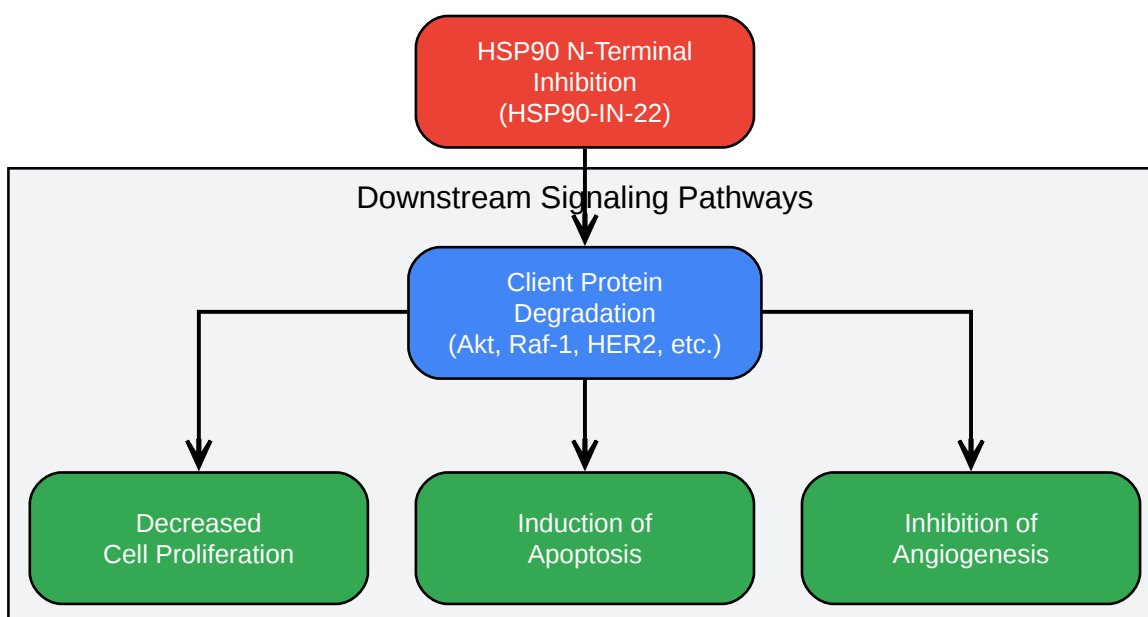 HSP90 N-Terminal
Inhibition
(HSP90-IN-22)
Downstream Signaling Pathways
Client Protein
Degradation
(Akt, Raf-1, HER2, etc.)
Decreased
Cell Proliferation
Induction of
Apoptosis
Inhibition of
Angiogenesis